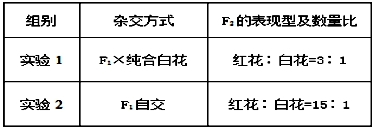 组别 杂交方式 F₂的表现型及数量比
实验1 F₁×纯合白花 红花：白花=3：1
实验2 F₁自交 红花：白花=15：1